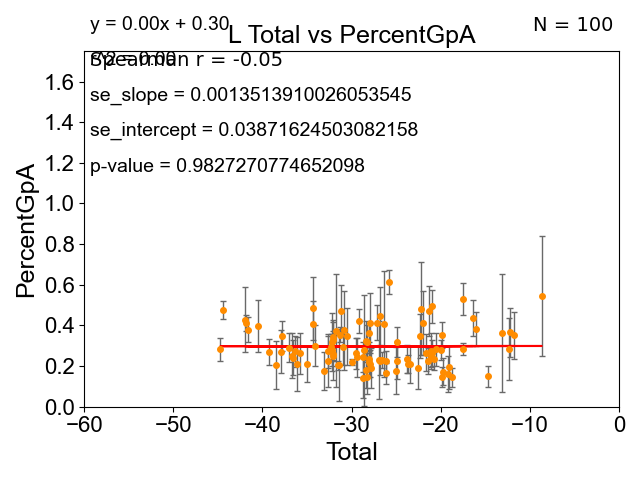 y = 0.00x + 0.30
L Total vs PercentGpA
N = 100
Spearman r = -0.05
se_slope = 0.0013513910026053545
se_intercept = 0.03871624503082158
p-value = 0.9827270774652098
1.6
1.4
1.2
1.0
0.8
0.6
0.4
0.2
0.0
PercentGpA
−60
−50
−40
−30
−20
−10
0
Total